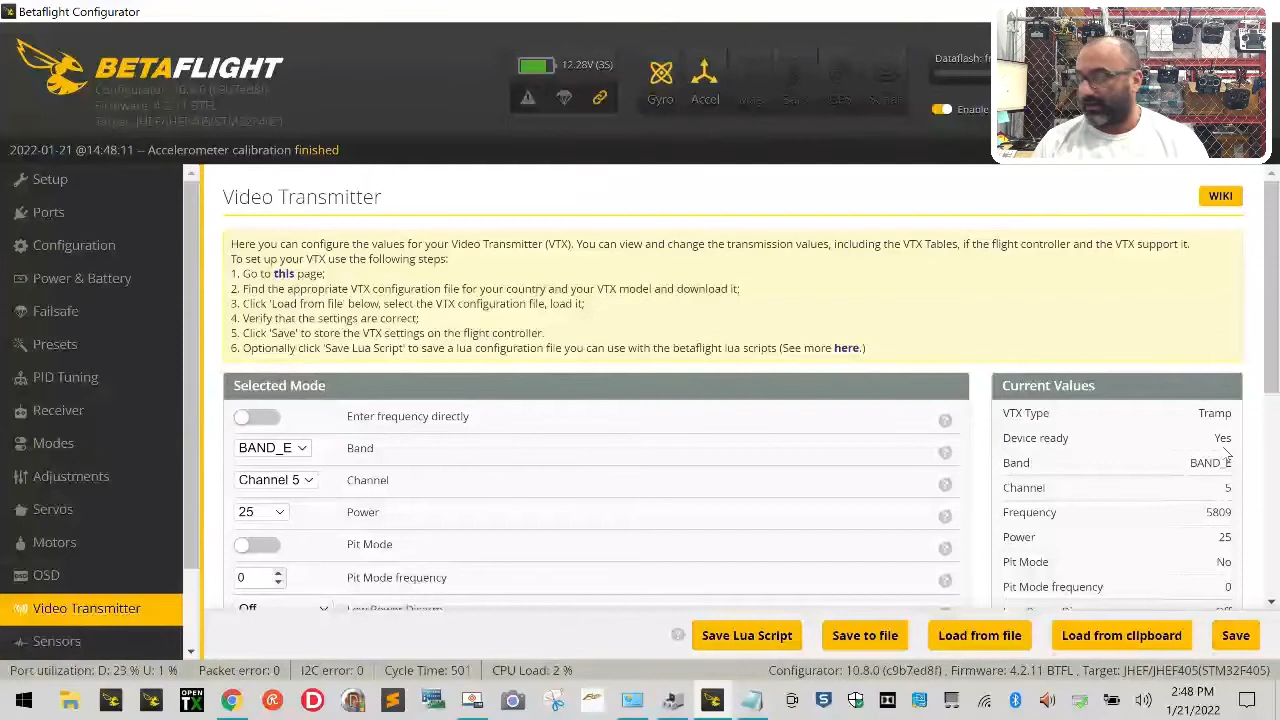 Betaflight Configurator
BETAFLIGHT
12.28V (3S)
Gyro
Accel
Dataflash: fr
Enable
2022-01-21 @14:48:11 -- Accelerometer calibration finished
Setup
Ports
Configuration
Power & Battery
Failsafe
Presets
PID Tuning
Receiver
Modes
Adjustments
Servos
Motors
OSD
Video Transmitter
Sensors
Video Transmitter
WIKI
Here you can configure the values for your Video Transmitter (VTX). You can view and change the transmission values, including the VTX Tables, if the flight controller and the VTX support it.
To set up your VTX use the following steps:
1. Go to this page;
2. Find the appropriate VTX configuration file for your country and your VTX model and download it;
3. Click 'Load from file' below, select the VTX configuration file, load it;
4. Verify that the settings are correct;
5. Click 'Save' to store the VTX settings on the flight controller.
6. Optionally click 'Save Lua Script' to save a lua configuration file you can use with the betaflight lua scripts (See more here.)
Selected Mode
Enter frequency directly
BAND_E Band
Channel 5 Channel
25 Power
Pit Mode
0 Pit Mode frequency
Off Low Power Disarm
Current Values
VTX Type Tramp
Device ready Yes
Band BAND_E
Channel 5
Frequency 5809
Power 25
Pit Mode No
Pit Mode frequency 0
Save Lua Script
Save to file
Load from file
Load from clipboard
Save
Port utilization: D: 23 % U: 1 %
Packet error: 0
I2C error: 0
Cycle Time: 501
CPU Load: 2 %
Configurator: 10.8.0 (c9b7ed8f), Firmware: 4.2.11 BTFL, Target: JHEF/JHEF405(STM32F405)
OPEN
TX
2:48 PM
1/21/2022